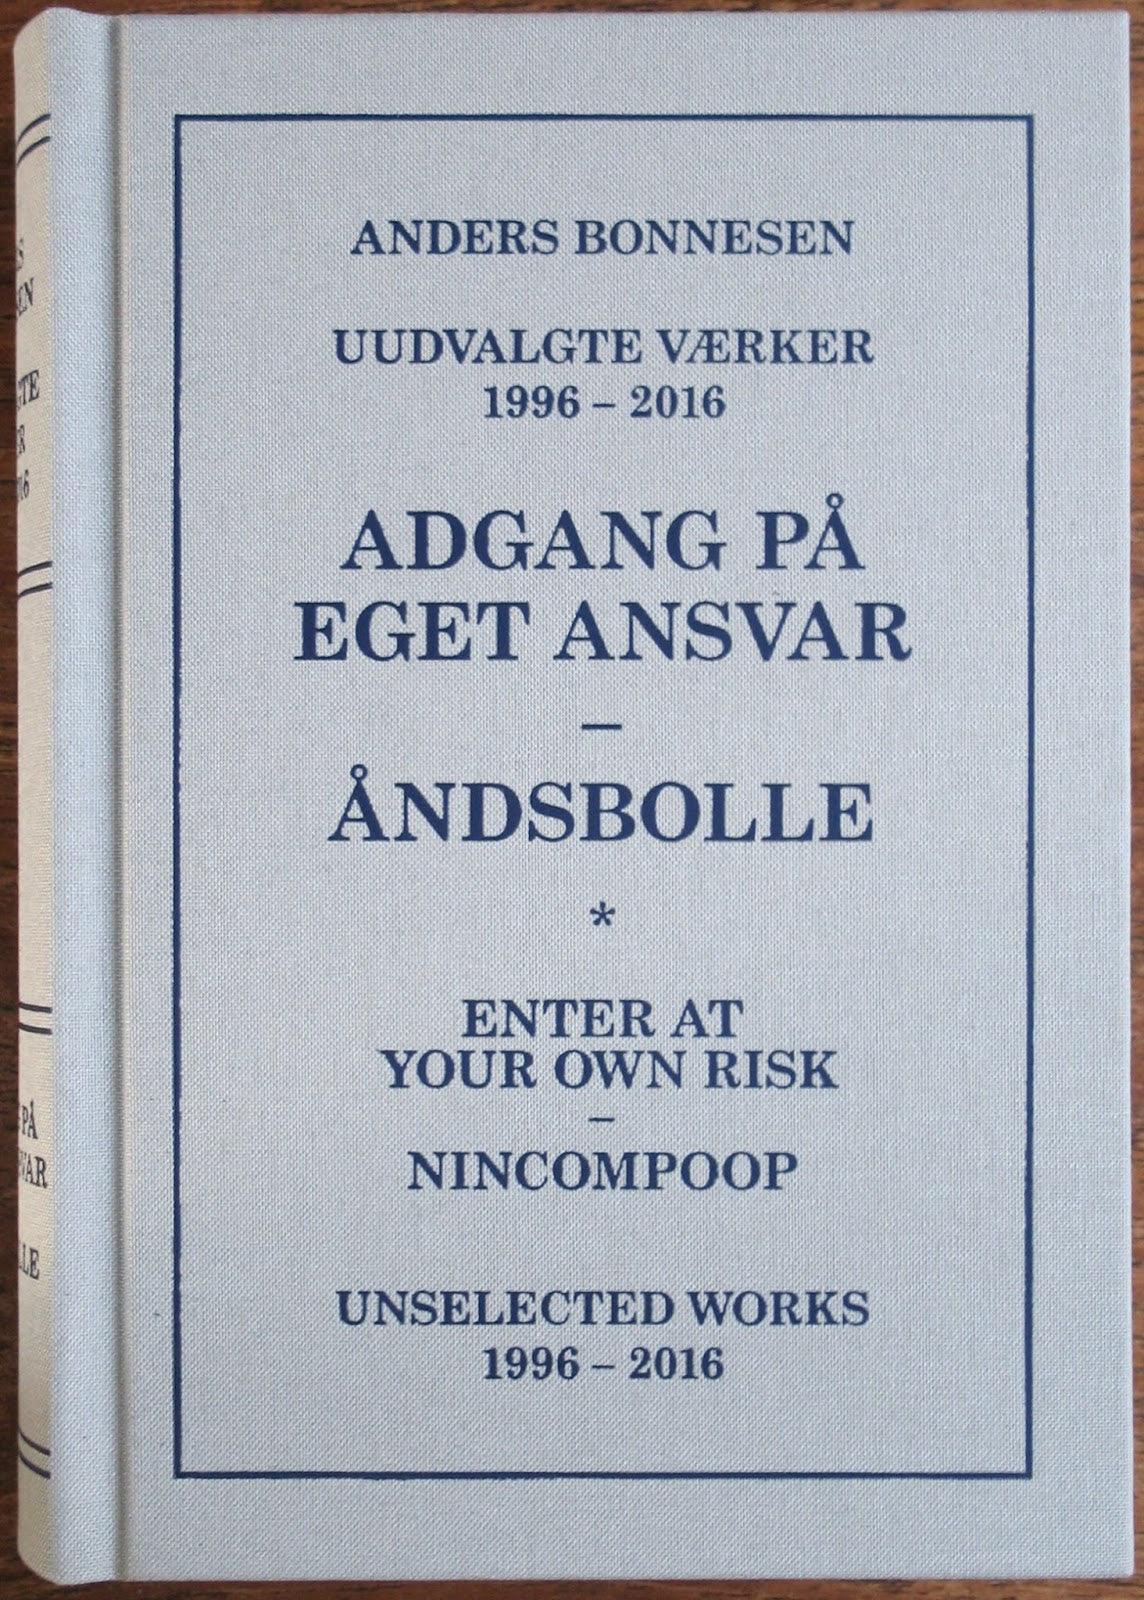 ANDERS BONNESEN
UUDVALGTE VÆRKER
1996 – 2016
ADGANG PÅ
EGET ANSVAR
–
ÅNDSBOLLE
*
ENTER AT
YOUR OWN RISK
–
NINCOMPOOP
UNSELECTED WORKS
1996 – 2016